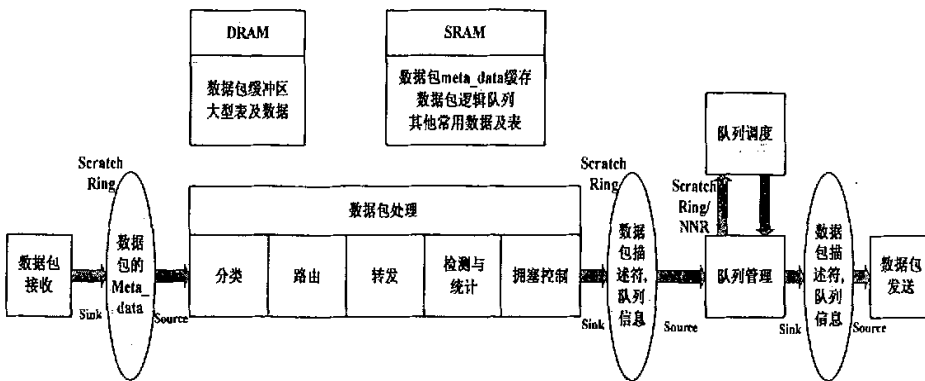 DRAM
数据包缓冲区
大型表及数据
SRAM
数据包meta_data缓存
数据包逻辑队列
其他常用数据及表
队列调度
Scratch
Ring
Scratch
Ring
Scratch
Ring/
NNR
数据包
接收
Sink
数据
包的
Meta_
data
Source
数据包处理
分类
路由
转发
检测与
统计
拥塞控制
Sink
数据
包描
述符,
队列
信息
Source
队列管理
Sink
数据
包描
述符,
队列
信息
Source
数据包
发送